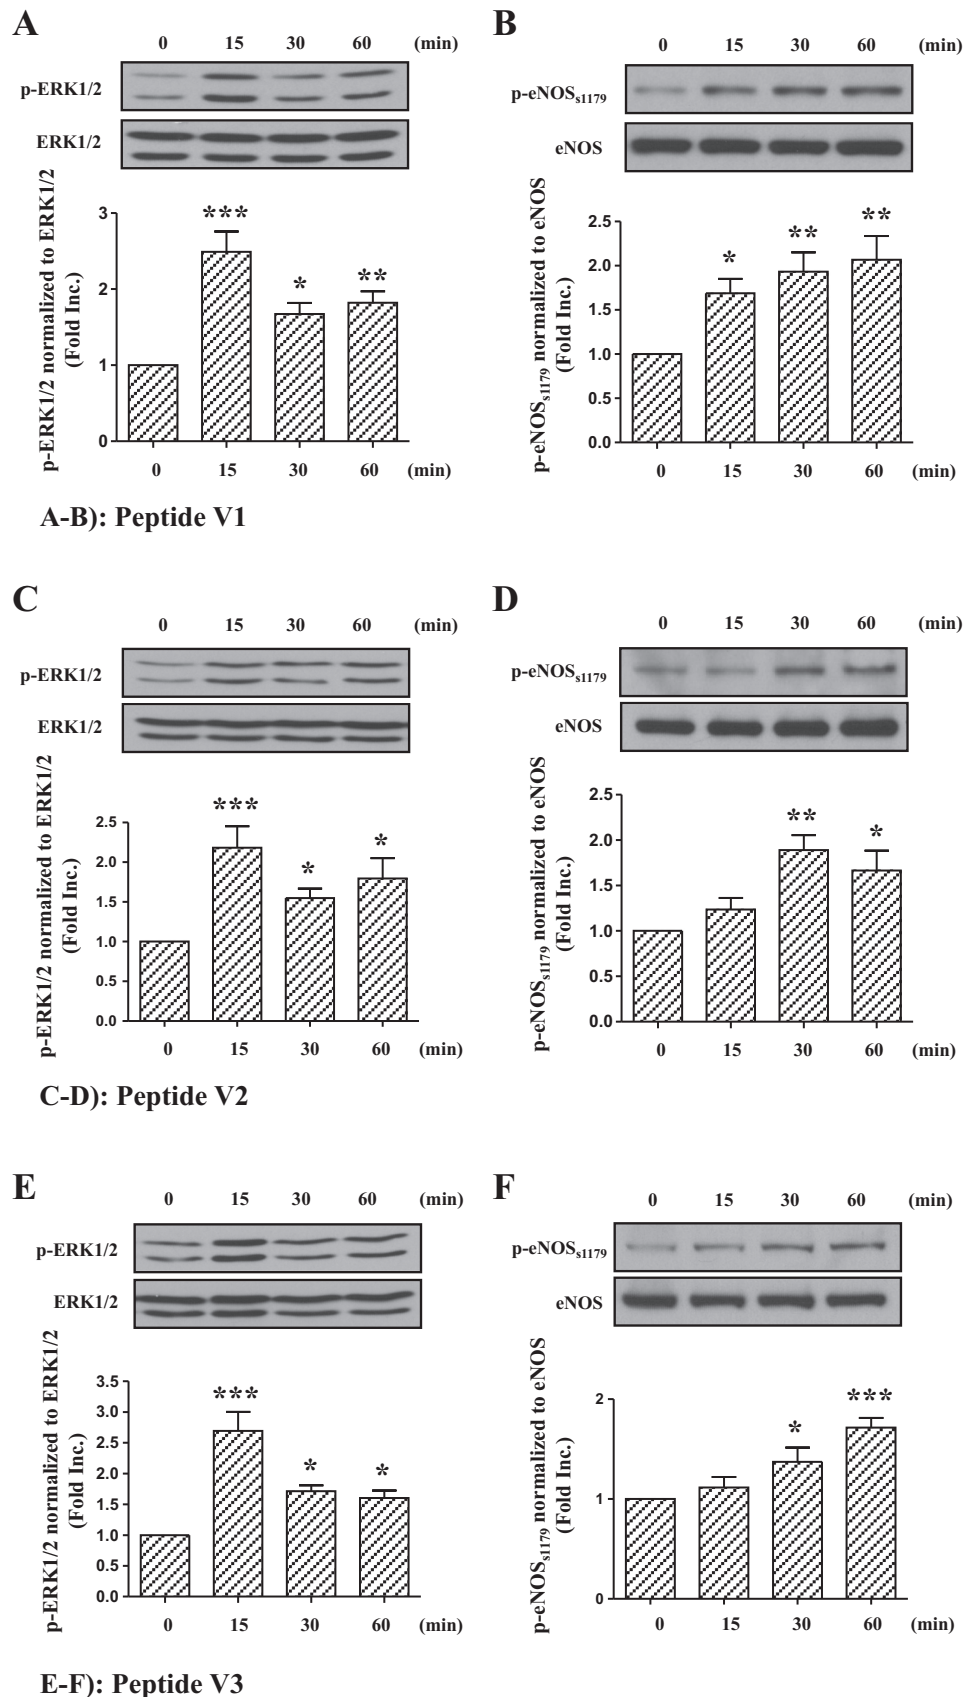 A
0 15 30 60 (min)
p-ERK1/2
ERK1/2
p-ERK1/2 normalized to ERK1/2
(Fold Inc.)
3
2
1
0
***
*
**
0 15 30 60 (min)
B
0 15 30 60 (min)
p-eNOSs1179
eNOS
p-eNOSs1179 normalized to eNOS
(Fold Inc.)
2.5
2.0
1.5
1.0
0.5
0.0
*
**
**
0 15 30 60 (min)
A-B): Peptide V1
C
0 15 30 60 (min)
p-ERK1/2
ERK1/2
p-ERK1/2 normalized to ERK1/2
(Fold Inc.)
2.5
2.0
1.5
1.0
0.5
0.0
***
*
*
0 15 30 60 (min)
D
0 15 30 60 (min)
p-eNOSs1179
eNOS
p-eNOSs1179 normalized to eNOS
(Fold Inc.)
2.5
2.0
1.5
1.0
0.5
0.0
**
*
0 15 30 60 (min)
C-D): Peptide V2
E
0 15 30 60 (min)
p-ERK1/2
ERK1/2
p-ERK1/2 normalized to ERK1/2
(Fold Inc.)
3.5
3.0
2.5
2.0
1.5
1.0
0.5
0.0
***
*
*
0 15 30 60 (min)
F
0 15 30 60 (min)
p-eNOSs1179
eNOS
p-eNOSs1179 normalized to eNOS
(Fold Inc.)
2
1
0
*
***
0 15 30 60 (min)
E-F): Peptide V3